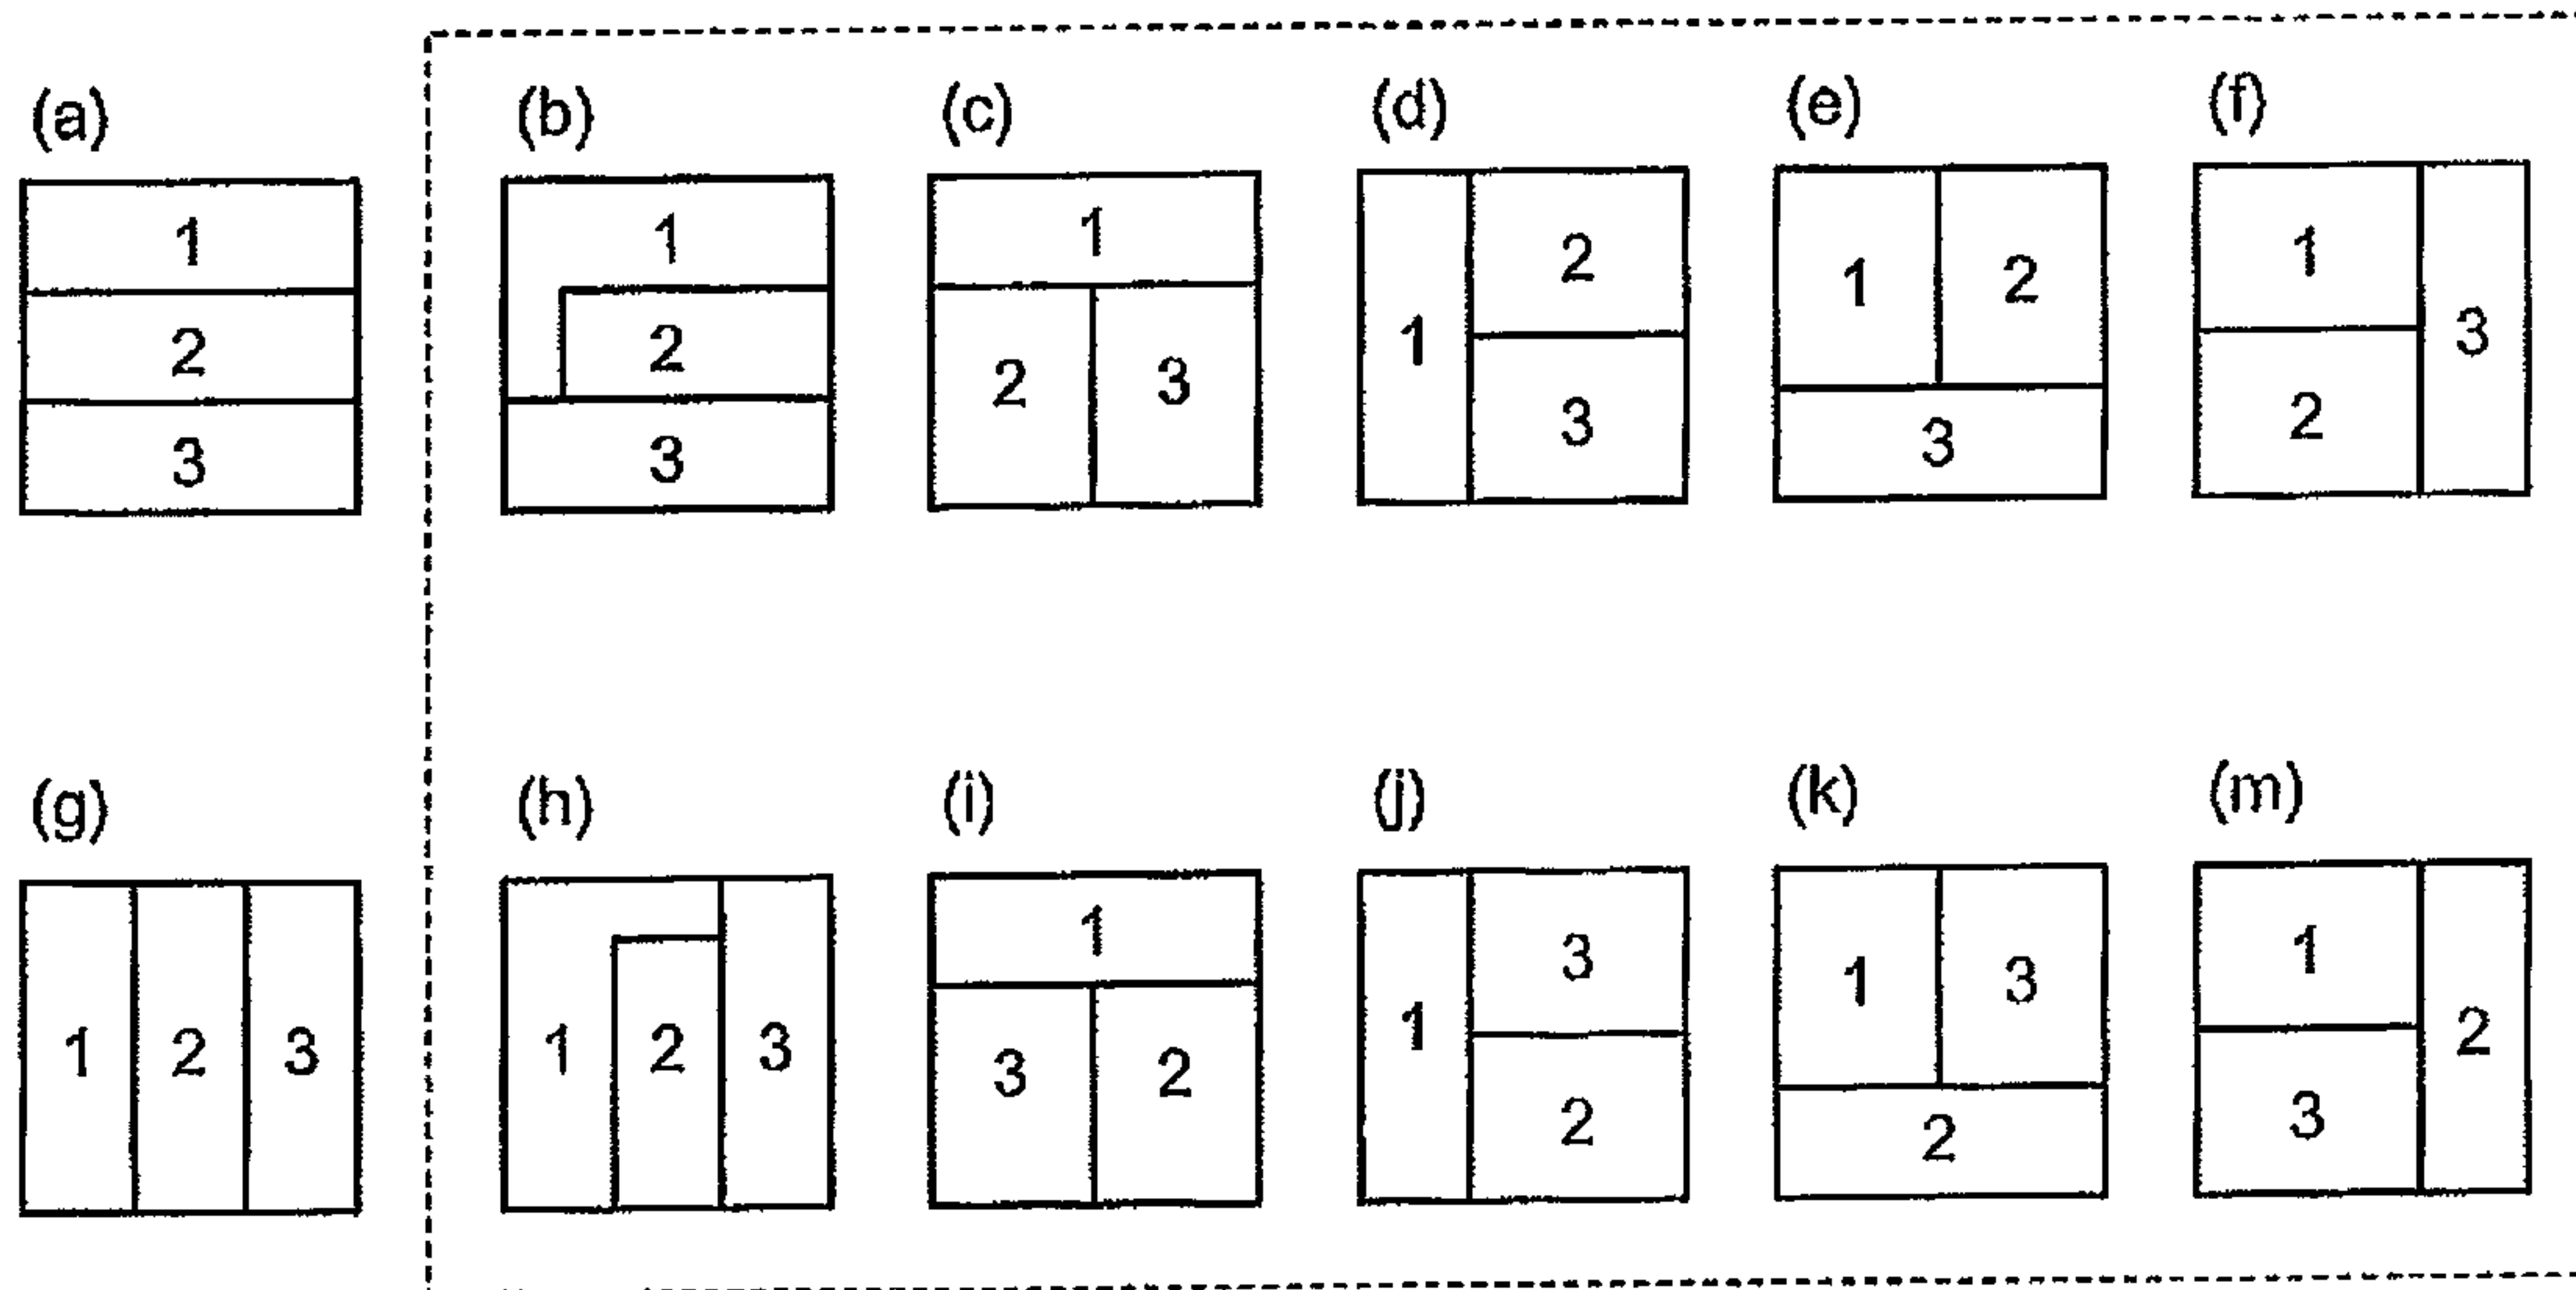 (a) (b) (c) (d) (e) (f)
1 1 1 1 2 1 2 1 3
2 2 2 3 3 2
3 3 3
(g) (h) (i) (j) (k) (m)
1 2 3 1 2 3 1 1 3 1 3 1 2
3 2 2 2 3